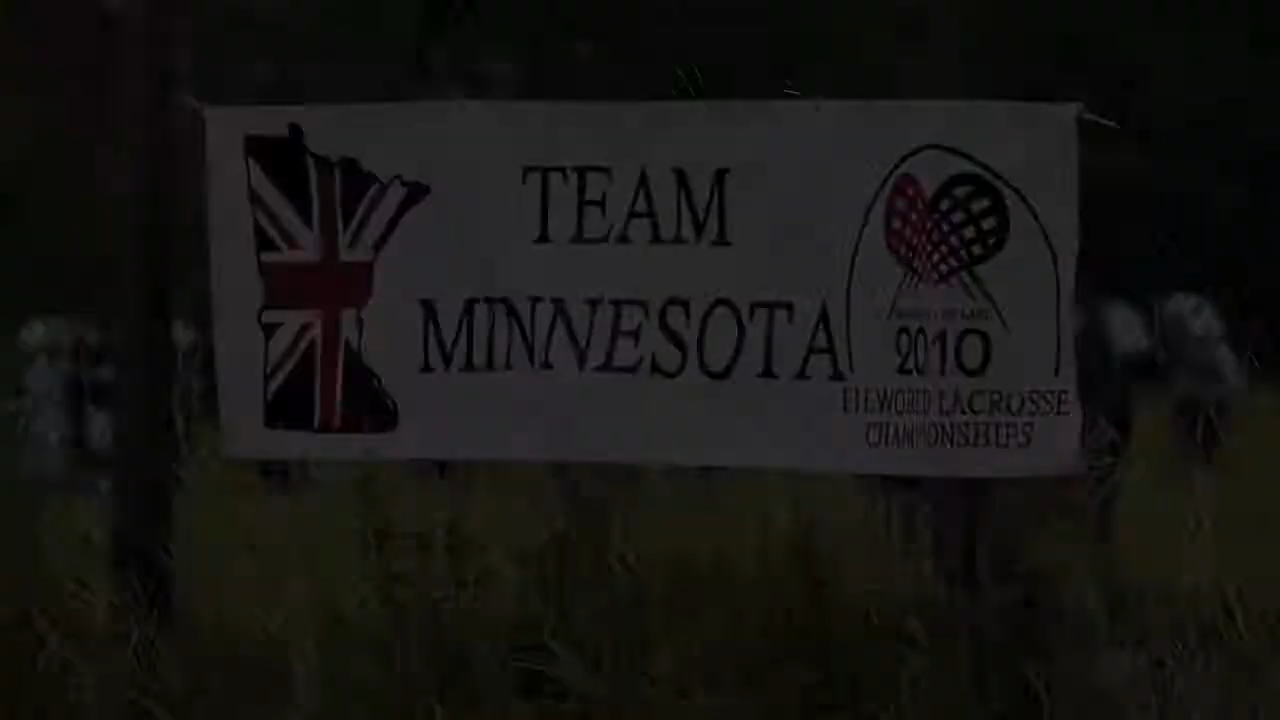 TEAM
MINNESOTA
2010
WORLD LACROSSE
CHAMPIONSHIPS